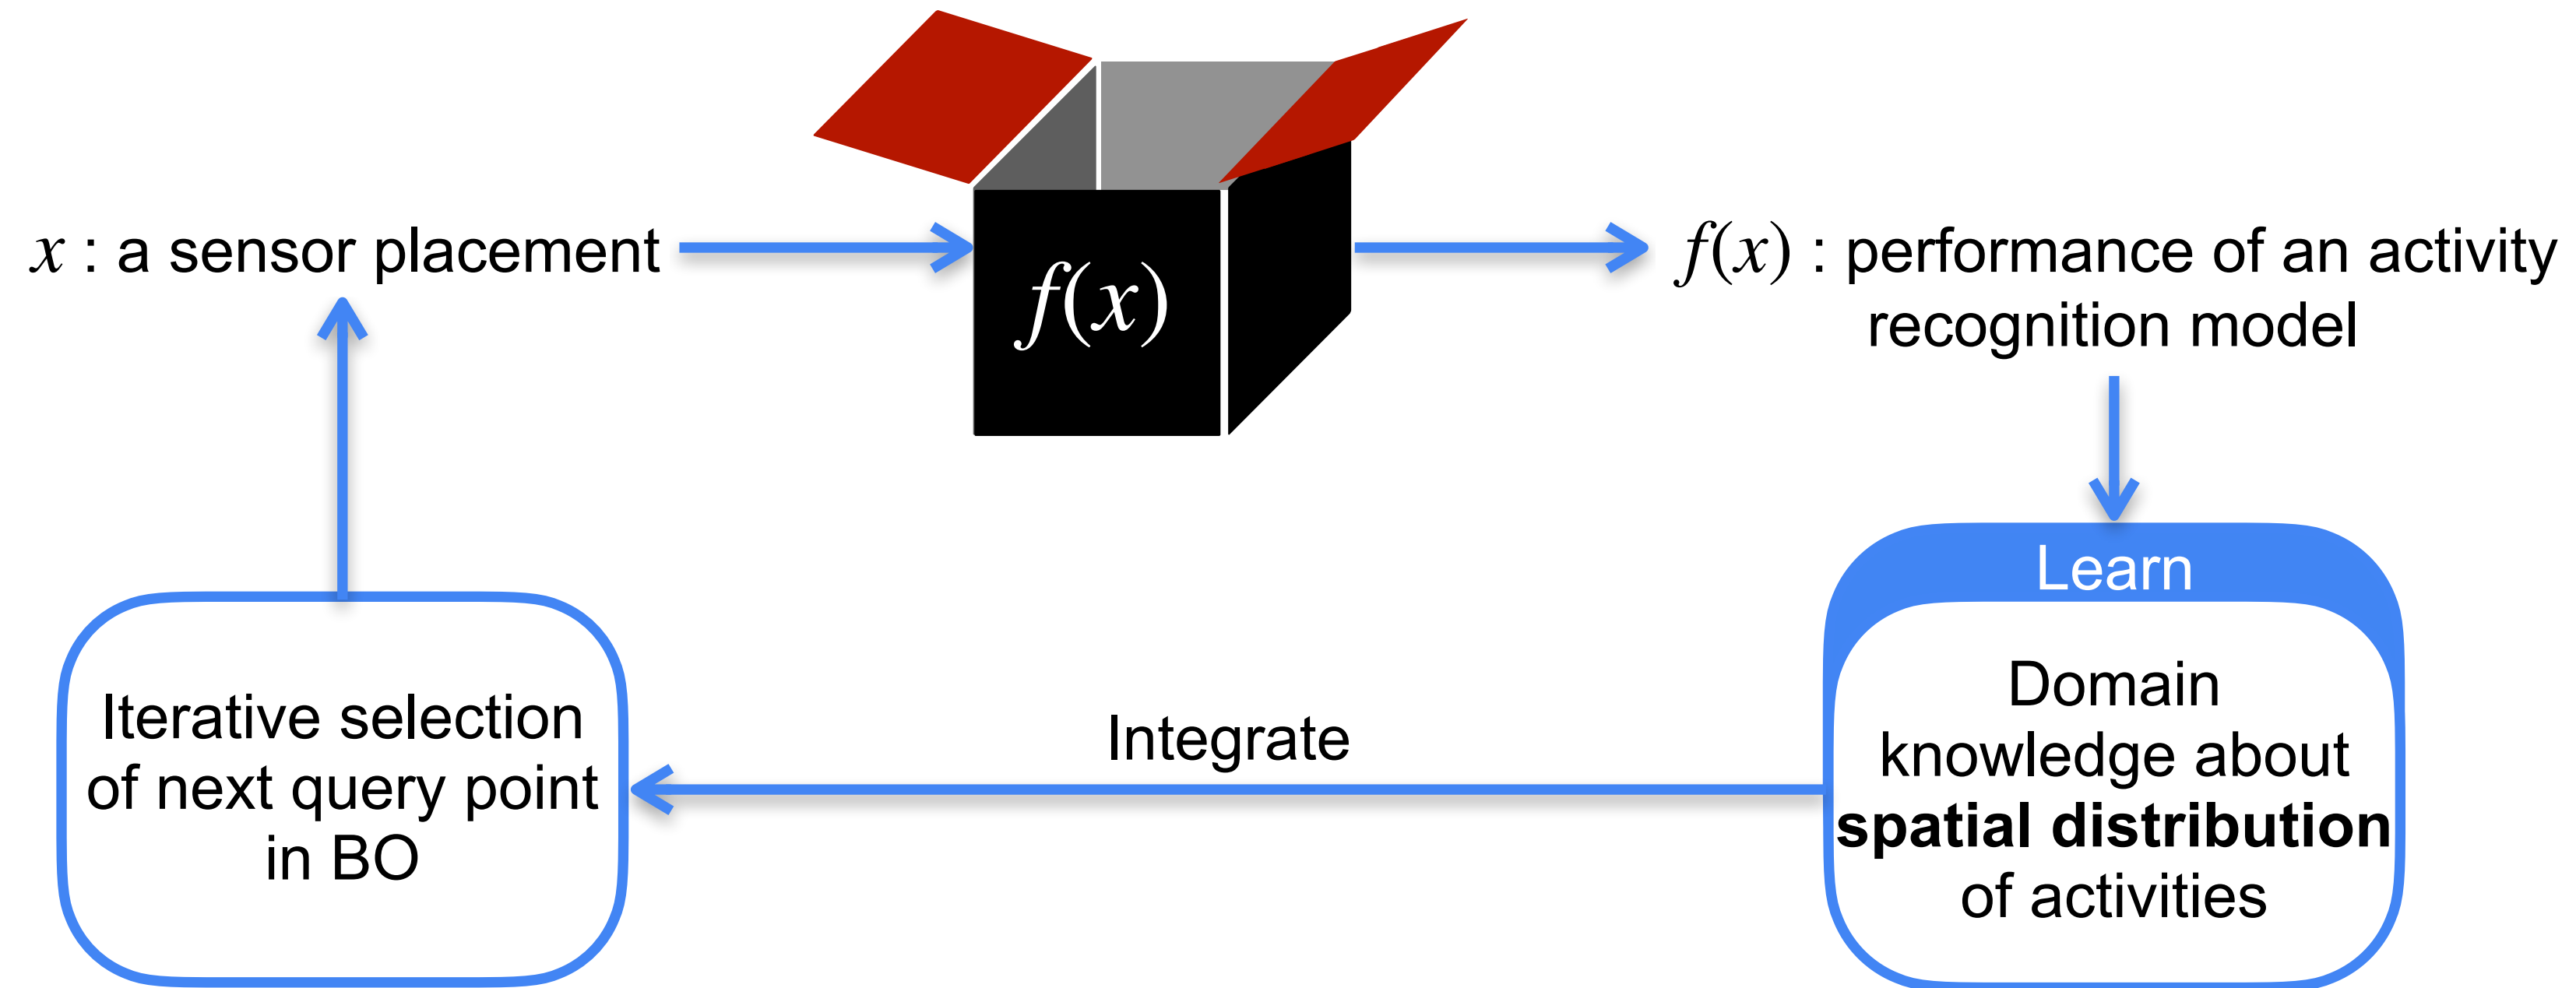 x : a sensor placement
f(x)
f(x) : performance of an activity
recognition model
Learn
Domain
knowledge about
spatial distribution
of activities
Integrate
Iterative selection
of next query point
in BO